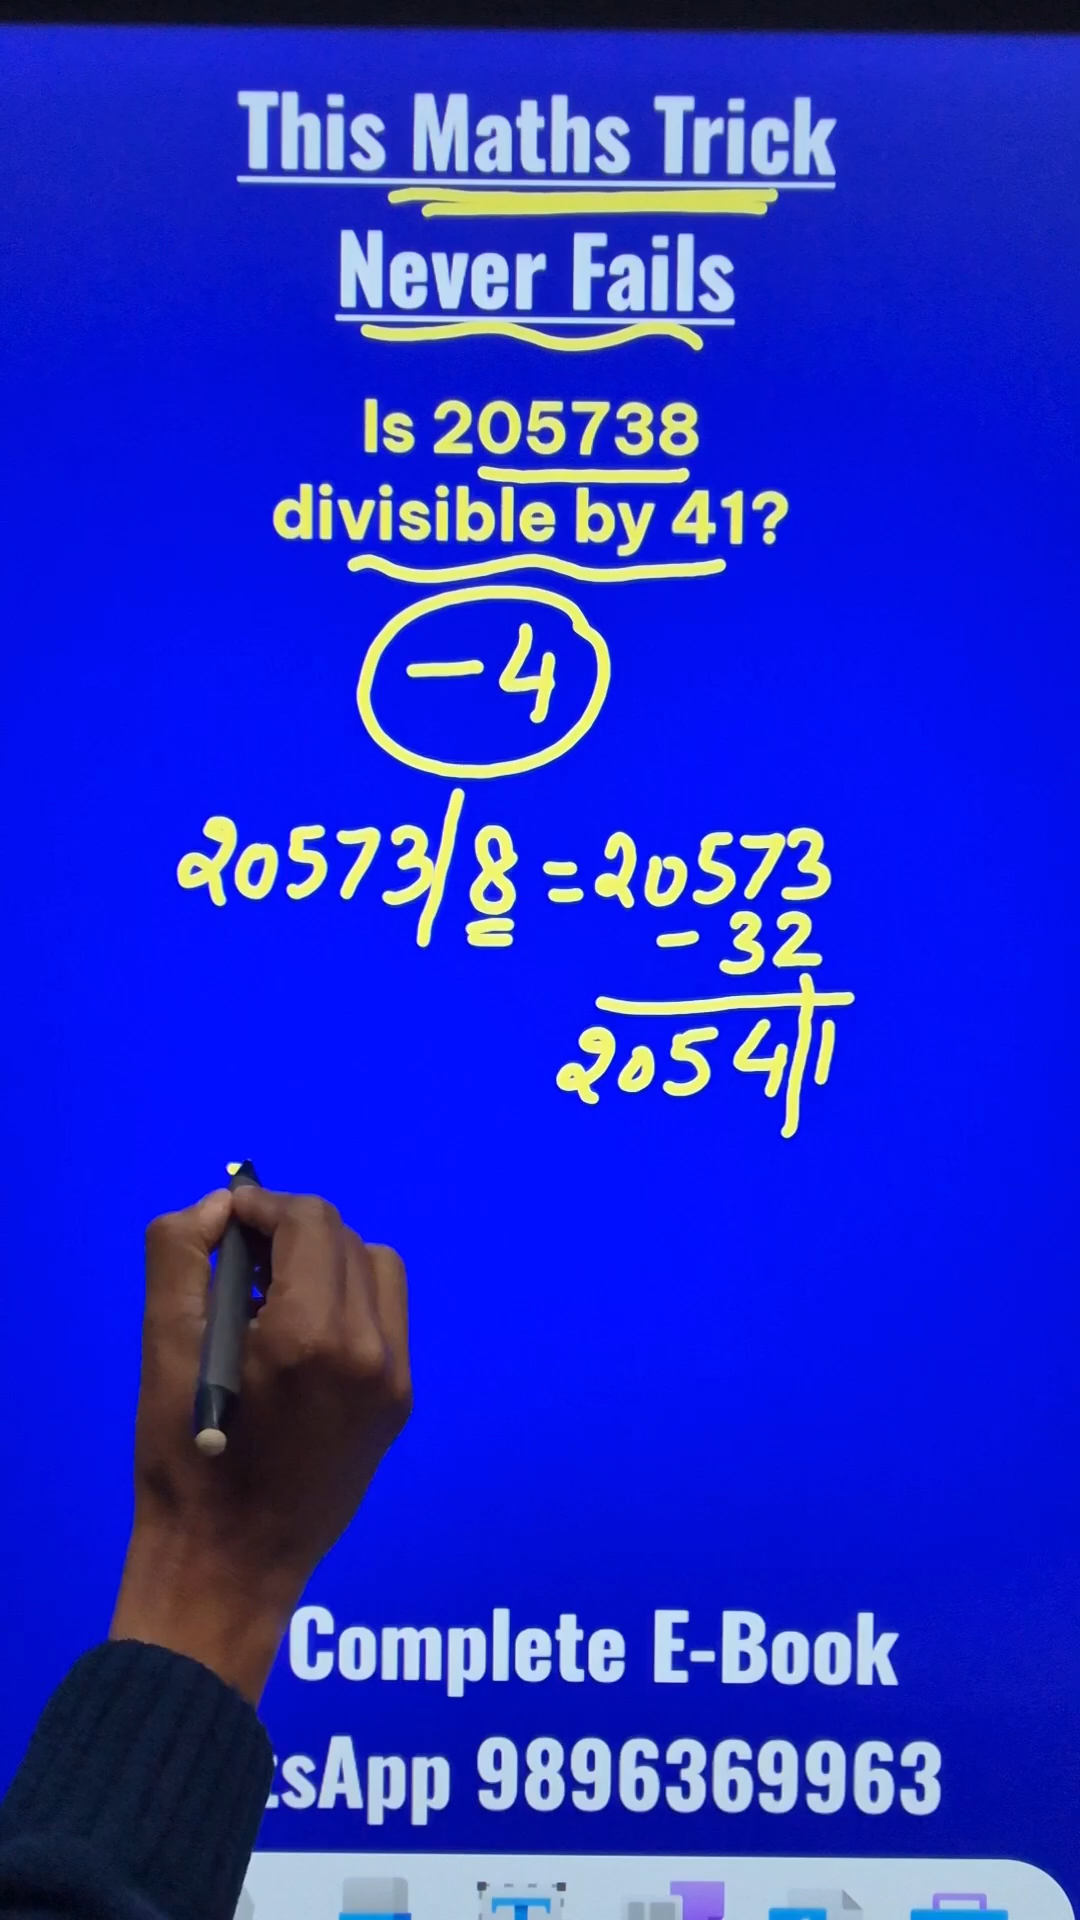 This Maths Trick
Never Fails
Is 205738
divisible by 41?
-4
20573/8 = 20573
- 32
2054/1
Complete E-Book
sApp 9896369963